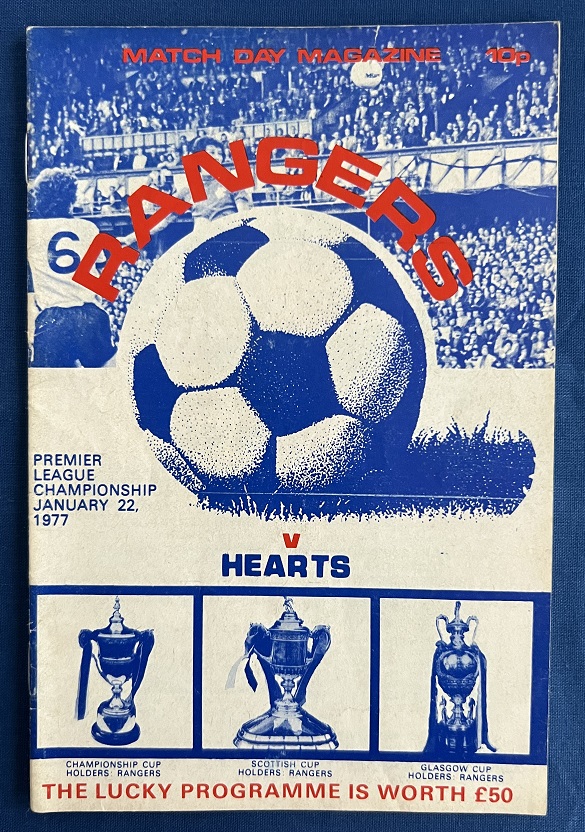 MATCH DAY MAGAZINE 10p
RANGERS
6
PREMIER
LEAGUE
CHAMPIONSHIP
JANUARY 22,
1977
v
HEARTS
CHAMPIONSHIP CUP
HOLDERS: RANGERS
SCOTTISH CUP
HOLDERS: RANGERS
GLASGOW CUP
HOLDERS: RANGERS
THE LUCKY PROGRAMME IS WORTH £50